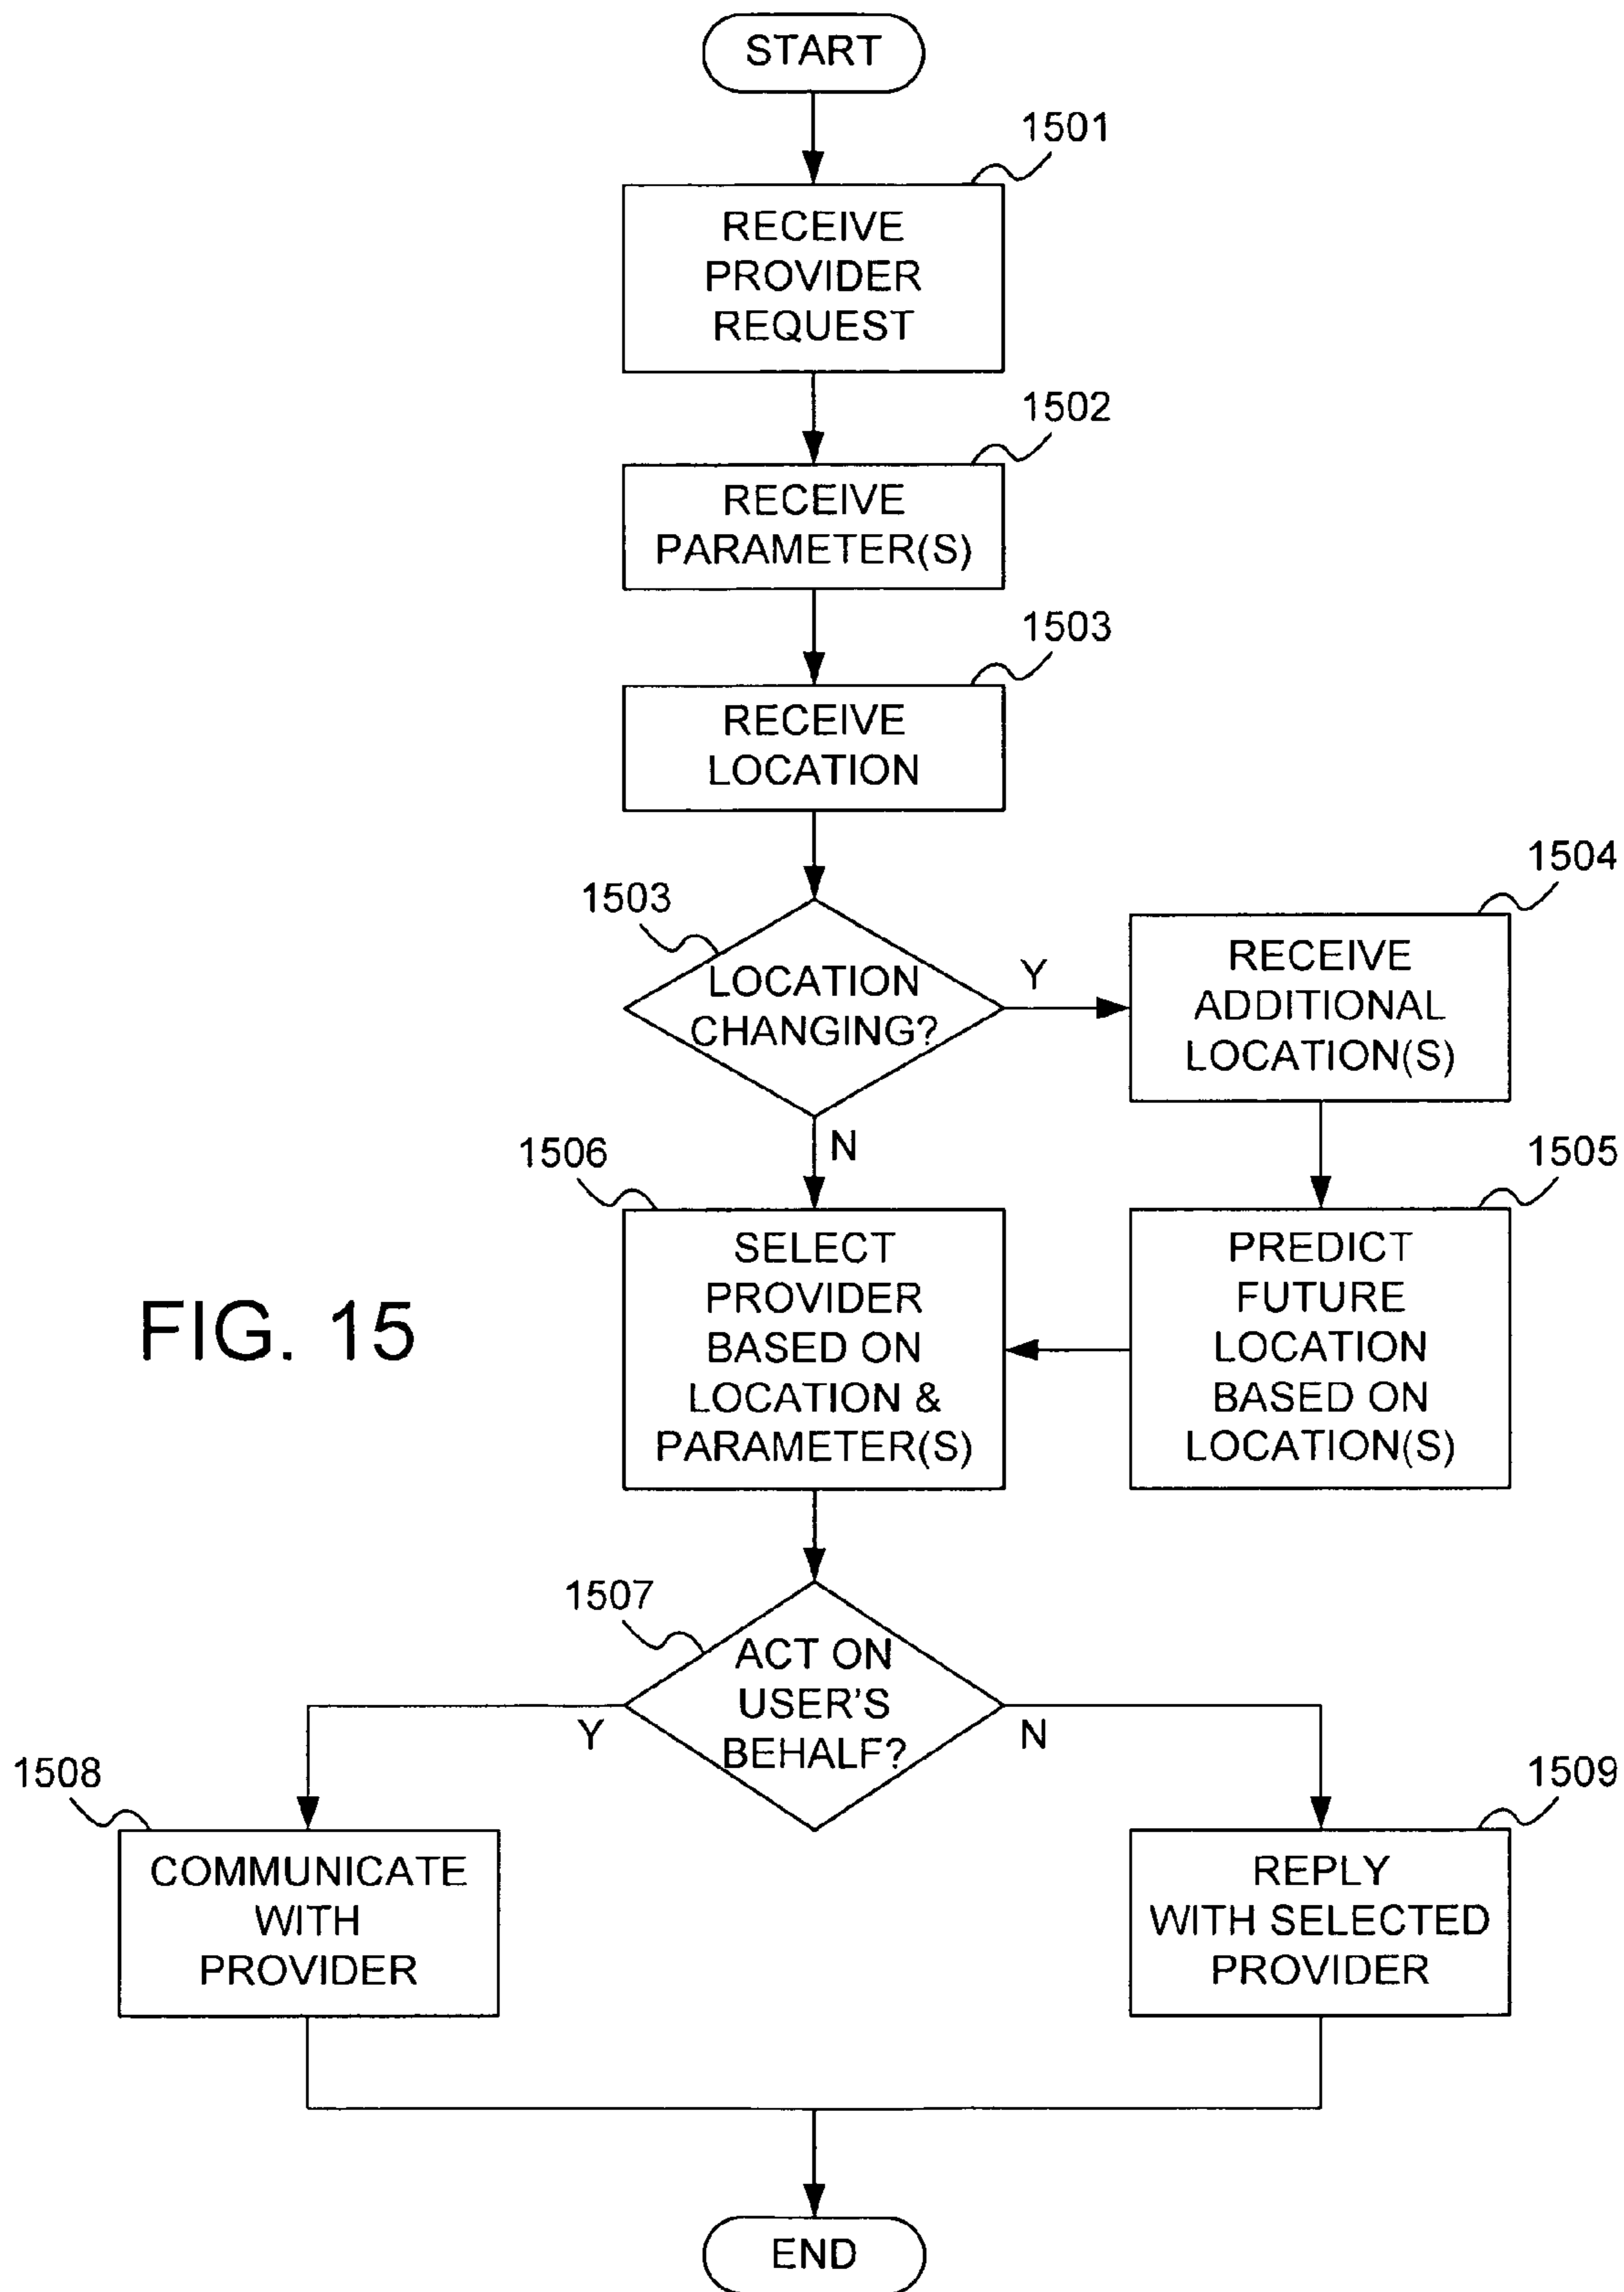 START
1501
RECEIVE
PROVIDER
REQUEST
1502
RECEIVE
PARAMETER(S)
1503
RECEIVE
LOCATION
1503
LOCATION
CHANGING?
Y
N
1504
RECEIVE
ADDITIONAL
LOCATION(S)
1505
PREDICT
FUTURE
LOCATION
BASED ON
LOCATION(S)
1506
SELECT
PROVIDER
BASED ON
LOCATION &
PARAMETER(S)
FIG. 15
1507
ACT ON
USER'S
BEHALF?
Y
N
1508
COMMUNICATE
WITH
PROVIDER
1509
REPLY
WITH SELECTED
PROVIDER
END